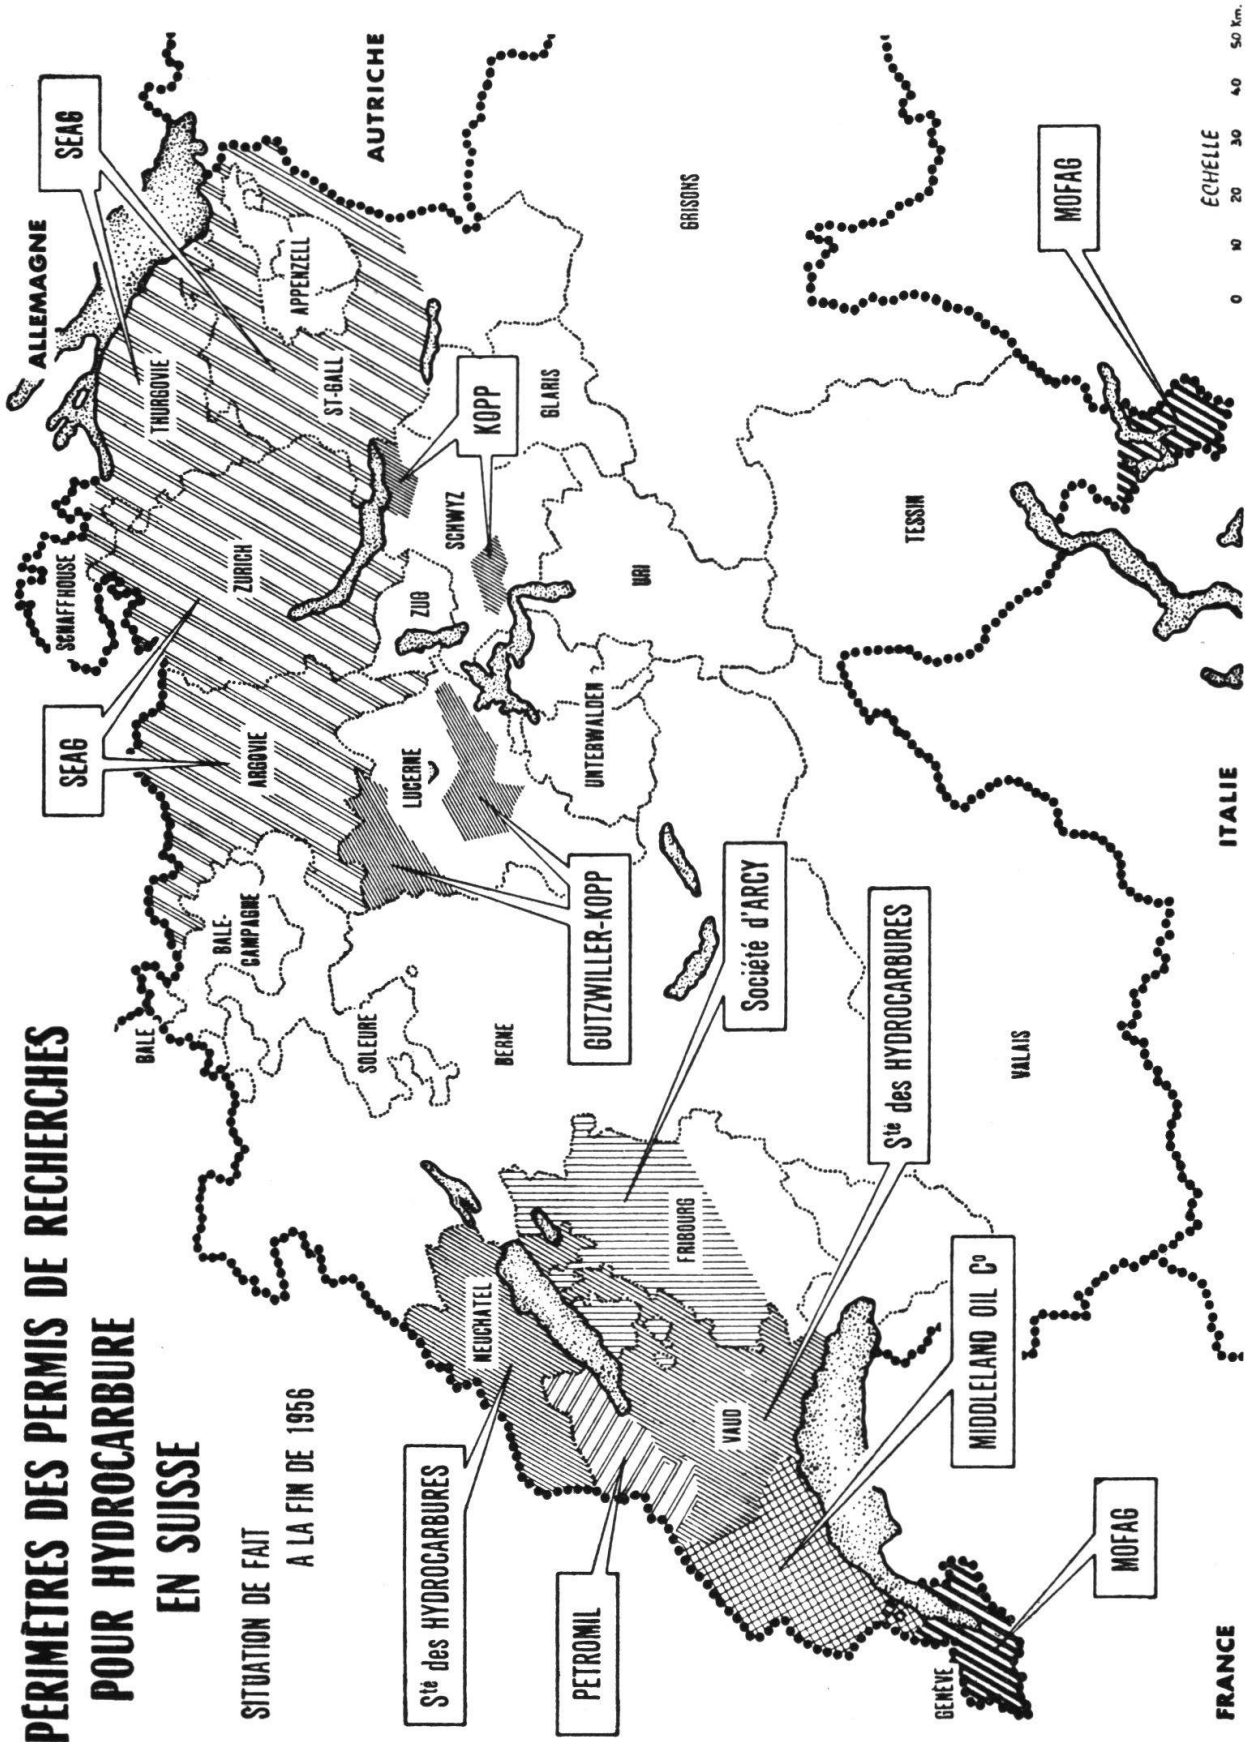 PÉRIMÈTRES DES PERMIS DE RECHERCHES
POUR HYDROCARBURE
EN SUISSE
SITUATION DE FAIT
A LA FIN DE 1956
ALLEMAGNE
AUTRICHE
ITALIE
FRANCE
SEAG
SEAG
KOPP
GUTZWILLER-KOPP
Société d'ARCY
Sté des HYDROCARBURES
Sté des HYDROCARBURES
PETROMIL
MIDDLELAND OIL Cº
MOFAG
MOFAG
SCHAFFHOUSE
THURGOVIE
ZURICH
ARGOVIE
BALE
BALE-
CAMPAGNE
SOLEURE
ST-GALL
APPENZELL
LUCERNE
ZUG
SCHWYZ
GLARIS
BERNE
UNTERWALDEN
URI
GRISONS
NEUCHATEL
FRIBOURG
VAUD
VALAIS
TESSIN
GENÈVE
ECHELLE
0 10 20 30 40 50 Km.